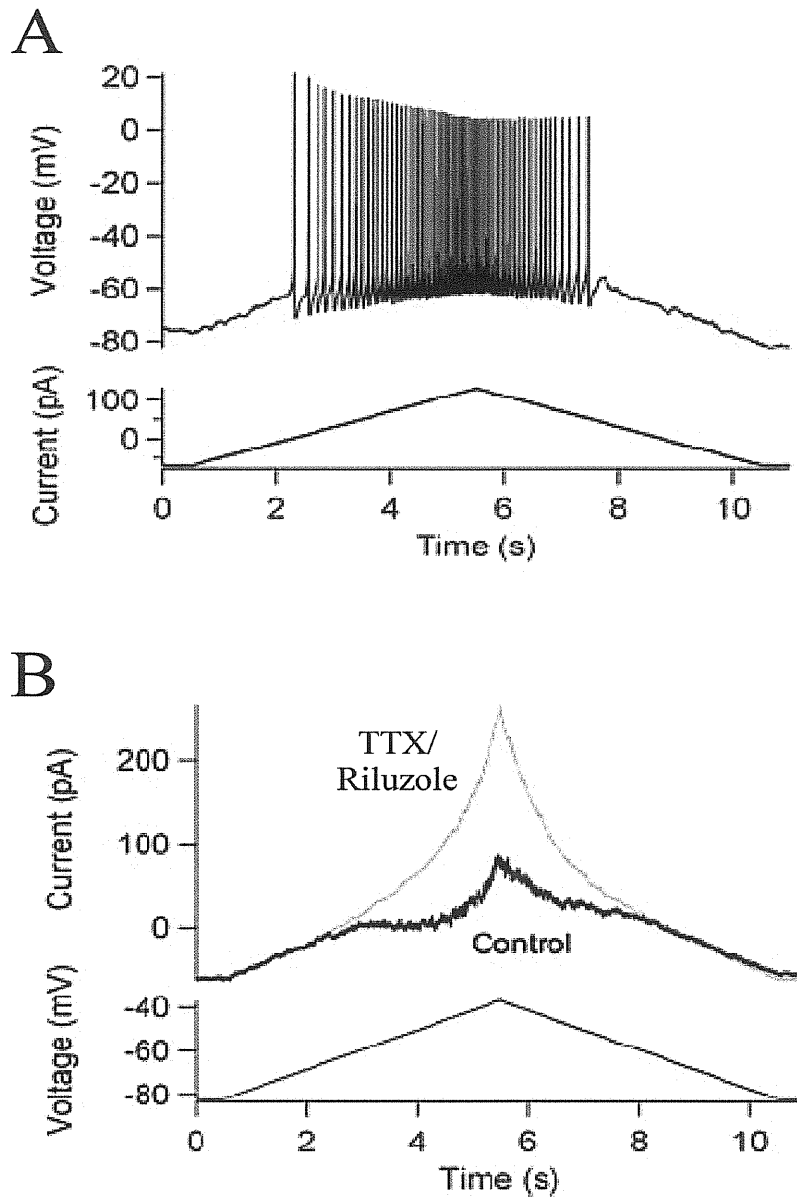 A
Voltage (mV)
20
0
-20
-40
-60
-80
Current (pA)
100
0
0 2 4 6 8 10
Time (s)
B
Current (pA)
200
100
0
TTX/
Riluzole
Control
Voltage (mV)
-40
-60
-80
0 2 4 6 8 10
Time (s)